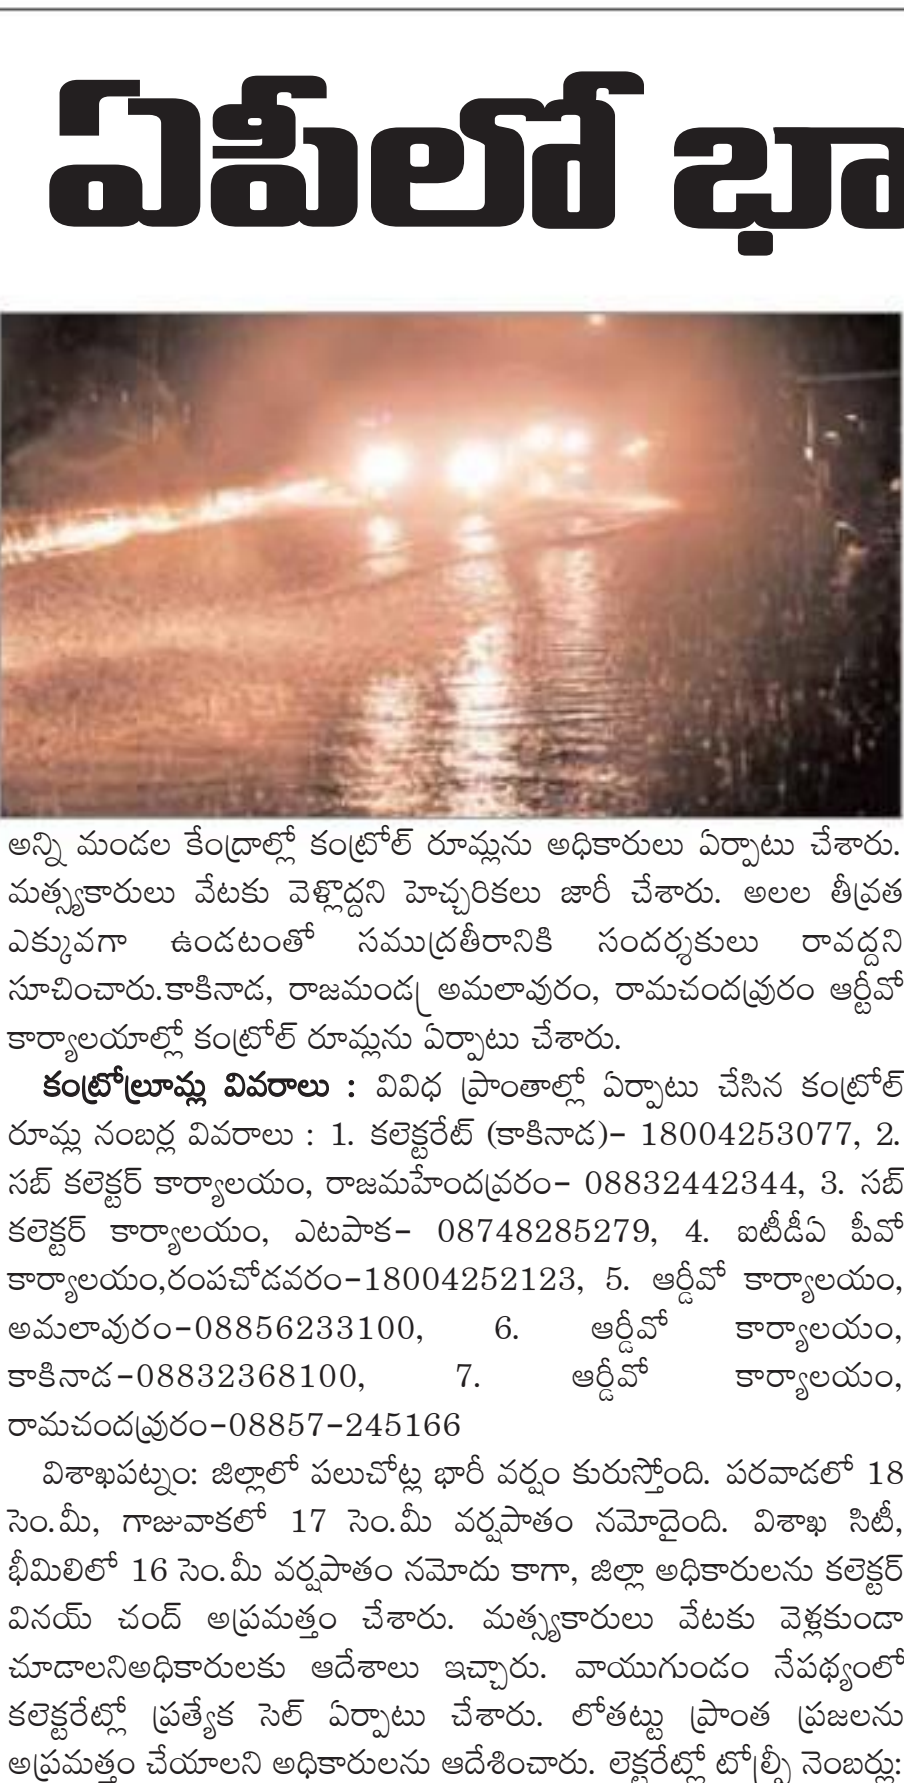 ఏపీలో భా
అన్ని మండల కేంద్రాల్లో కంట్రోల్ రూమ్లను అధికారులు ఏర్పాటు చేశారు.
మత్స్యకారులు వేటకు వెళ్లొద్దని హెచ్చరికలు జారీ చేశారు. అలల తీవ్రత
ఎక్కువగా ఉండటంతో సముద్రతీరానికి సందర్శకులు రావద్దని
సూచించారు.కాకినాడ, రాజమండ్ర అమలాపురం, రామచంద్రపురం ఆర్టీవో
కార్యాలయాల్లో కంట్రోల్ రూమ్లను ఏర్పాటు చేశారు.
కంట్రోల్రూమ్ల వివరాలు : వివిధ ప్రాంతాల్లో ఏర్పాటు చేసిన కంట్రోల్
రూమ్ల నంబర్ల వివరాలు : 1. కలెక్టరేట్ (కాకినాడ)- 18004253077, 2.
సబ్ కలెక్టర్ కార్యాలయం, రాజమహేంద్రవరం- 08832442344, 3. సబ్
కలెక్టర్ కార్యాలయం, ఎటపాక- 08748285279, 4. ఐటీడీఏ పీవో
కార్యాలయం,రంపచోడవరం-18004252123, 5. ఆర్డీవో కార్యాలయం,
అమలాపురం-08856233100, 6. ఆర్డీవో కార్యాలయం,
కాకినాడ-08832368100, 7. ఆర్డీవో కార్యాలయం,
రామచంద్రపురం-08857-245166
విశాఖపట్నం: జిల్లాలో పలుచోట్ల భారీ వర్షం కురుస్తోంది. పరవాడలో 18
సెం.మీ, గాజువాకలో 17 సెం.మీ వర్షపాతం నమోదైంది. విశాఖ సిటీ,
భీమిలిలో 16 సెం.మీ వర్షపాతం నమోదు కాగా, జిల్లా అధికారులను కలెక్టర్
వినయ్ చంద్ అప్రమత్తం చేశారు. మత్స్యకారులు వేటకు వెళ్లకుండా
చూడాలనిఅధికారులకు ఆదేశాలు ఇచ్చారు. వాయుగుండం నేపథ్యంలో
కలెక్టరేట్లో ప్రత్యేక సెల్ ఏర్పాటు చేశారు. లోతట్టు ప్రాంత ప్రజలను
అప్రమత్తం చేయాలని అధికారులను ఆదేశించారు. లెక్టరేట్లో టోల్ఫ్రీ నెంబర్లు: